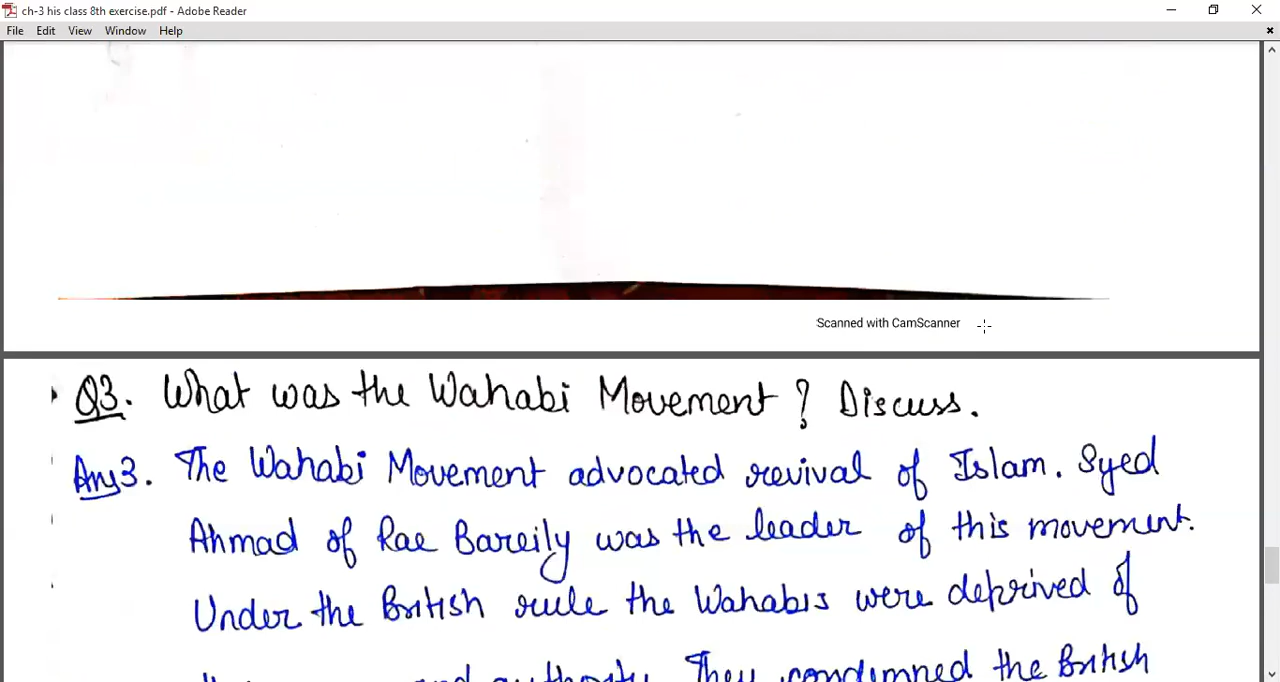 ch-3 his class 8th exercise.pdf - Adobe Reader
File Edit View Window Help
Scanned with CamScanner
Q3. What was the Wahabi Movement? Discuss.
Ans3. The Wahabi Movement advocated revival of Islam. Syed
Ahmad of Rae Bareily was the leader of this movement.
Under the British rule the Wahabis were deprived of
and authority. They condemned the British